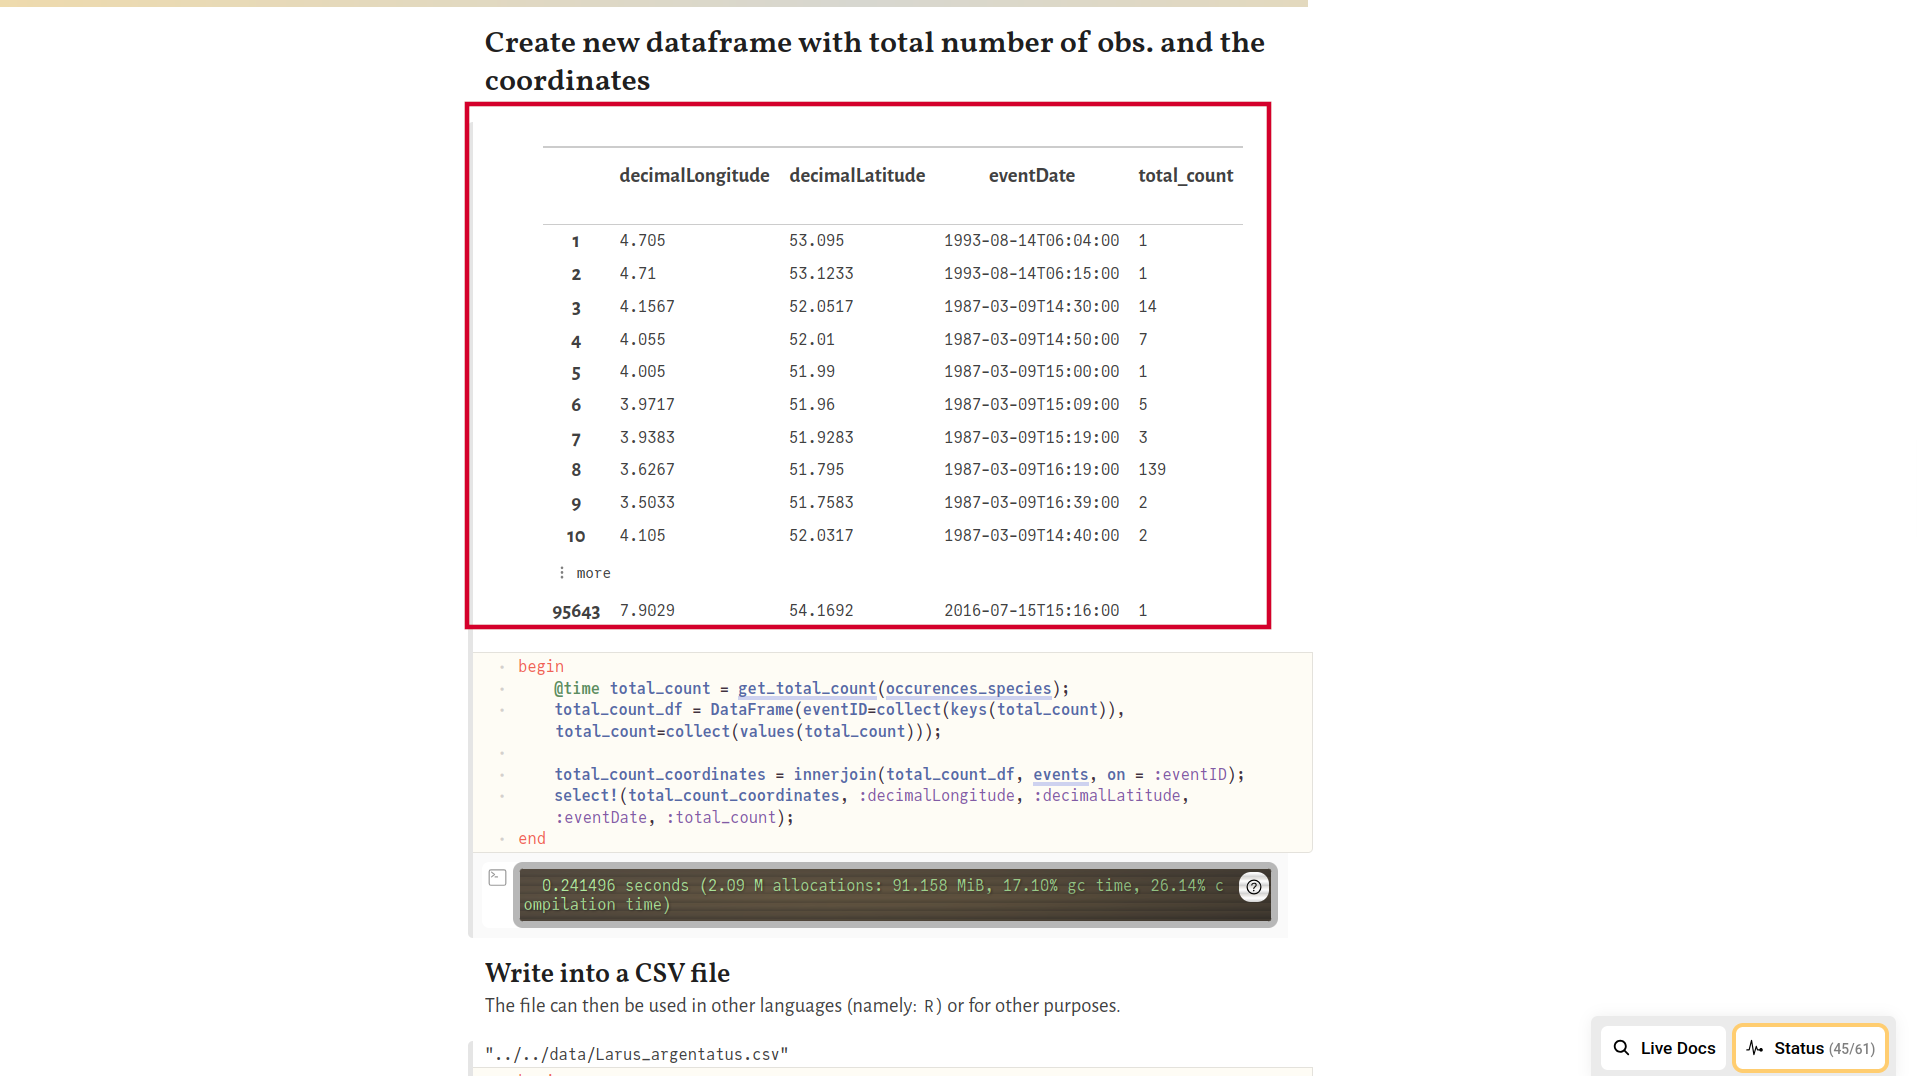 Create new dataframe with total number of obs. and the
coordinates
decimalLongitude decimalLatitude eventDate total_count
1 4.705 53.095 1993-08-14T06:04:00 1
2 4.71 53.1233 1993-08-14T06:15:00 1
3 4.1567 52.0517 1987-03-09T14:30:00 14
4 4.055 52.01 1987-03-09T14:50:00 7
5 4.005 51.99 1987-03-09T15:00:00 1
6 3.9717 51.96 1987-03-09T15:09:00 5
7 3.9383 51.9283 1987-03-09T15:19:00 3
8 3.6267 51.795 1987-03-09T16:19:00 139
9 3.5033 51.7583 1987-03-09T16:39:00 2
10 4.105 52.0317 1987-03-09T14:40:00 2
⋮ more
95643 7.9029 54.1692 2016-07-15T15:16:00 1
begin
@time total_count = get_total_count(occurences_species);
total_count_df = DataFrame(eventID=collect(keys(total_count)),
total_count=collect(values(total_count)));
total_count_coordinates = innerjoin(total_count_df, events, on = :eventID);
select!(total_count_coordinates, :decimalLongitude, :decimalLatitude,
:eventDate, :total_count);
end
0.241496 seconds (2.09 M allocations: 91.158 MiB, 17.10% gc time, 26.14% c
ompilation time)
Write into a CSV file
The file can then be used in other languages (namely: R) or for other purposes.
"../../data/Larus_argentatus.csv"
Live Docs
Status (45/61)